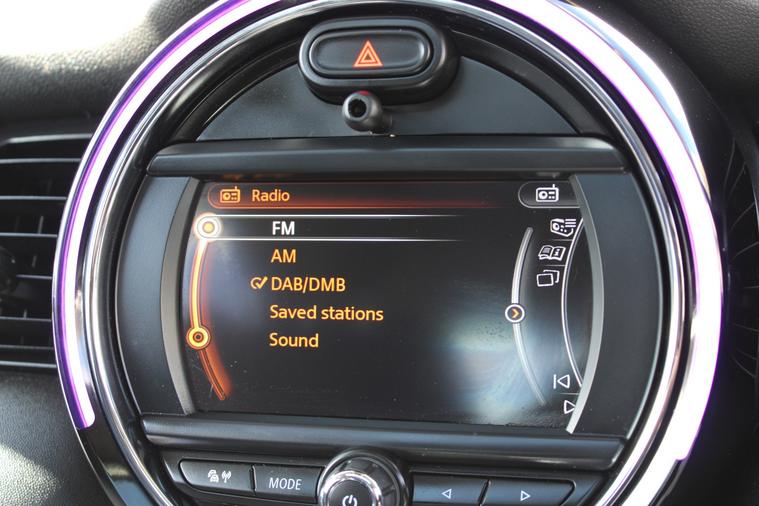 Radio
FM
AM
DAB/DMB
Saved stations
Sound
MODE